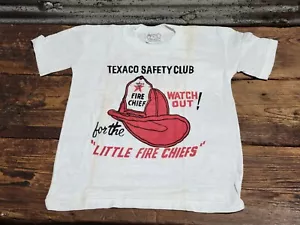 TEXACO SAFETY CLUB
FIRE
CHIEF
WATCH
OUT!
for the
"LITTLE FIRE CHIEFS"